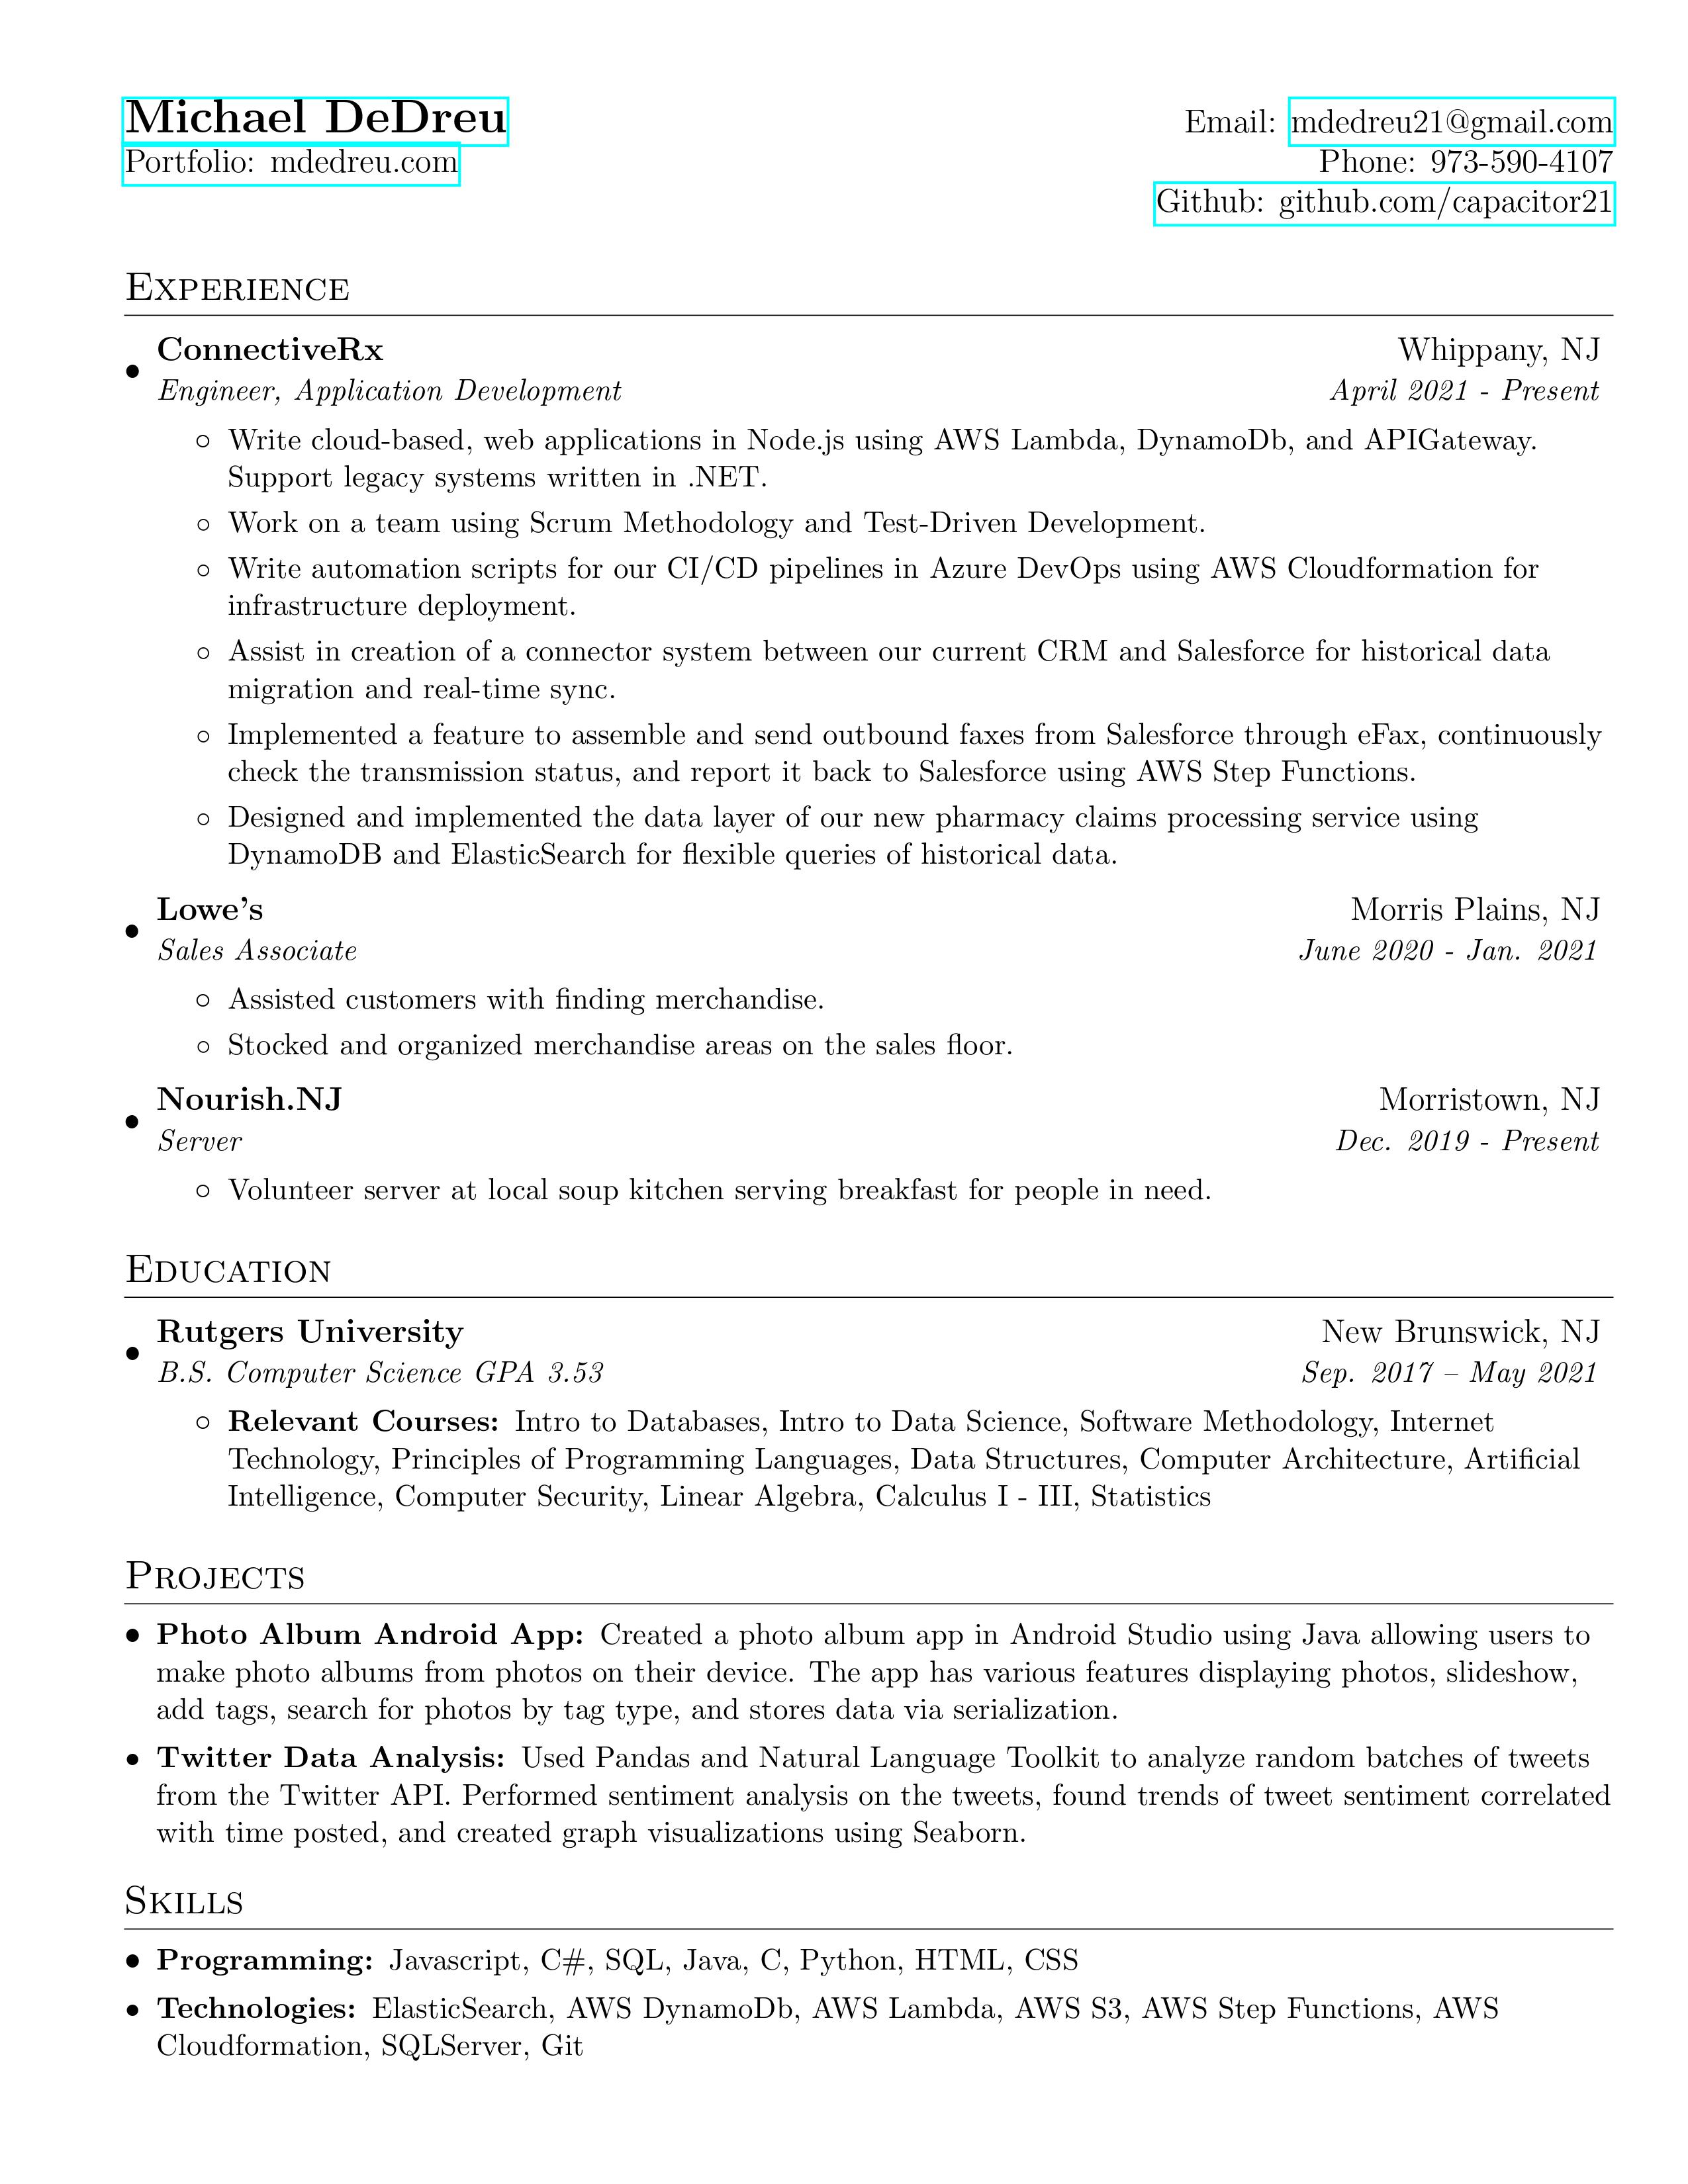 Michael DeDreu
Email: mdedreu21@gmail.com
Portfolio: mdedreu.com
Phone: 973-590-4107
Github: github.com/capacitor21
Experience
• ConnectiveRx
Whippany, NJ
Engineer, Application Development
April 2021 - Present
◦ Write cloud-based, web applications in Node.js using AWS Lambda, DynamoDb, and APIGateway.
Support legacy systems written in .NET.
◦ Work on a team using Scrum Methodology and Test-Driven Development.
◦ Write automation scripts for our CI/CD pipelines in Azure DevOps using AWS Cloudformation for
infrastructure deployment.
◦ Assist in creation of a connector system between our current CRM and Salesforce for historical data
migration and real-time sync.
◦ Implemented a feature to assemble and send outbound faxes from Salesforce through eFax, continuously
check the transmission status, and report it back to Salesforce using AWS Step Functions.
◦ Designed and implemented the data layer of our new pharmacy claims processing service using
DynamoDB and ElasticSearch for flexible queries of historical data.
• Lowe's
Morris Plains, NJ
Sales Associate
June 2020 - Jan. 2021
◦ Assisted customers with finding merchandise.
◦ Stocked and organized merchandise areas on the sales floor.
• Nourish.NJ
Morristown, NJ
Server
Dec. 2019 - Present
◦ Volunteer server at local soup kitchen serving breakfast for people in need.
Education
• Rutgers University
New Brunswick, NJ
B.S. Computer Science GPA 3.53
Sep. 2017 – May 2021
◦ Relevant Courses: Intro to Databases, Intro to Data Science, Software Methodology, Internet
Technology, Principles of Programming Languages, Data Structures, Computer Architecture, Artificial
Intelligence, Computer Security, Linear Algebra, Calculus I - III, Statistics
Projects
• Photo Album Android App: Created a photo album app in Android Studio using Java allowing users to
make photo albums from photos on their device. The app has various features displaying photos, slideshow,
add tags, search for photos by tag type, and stores data via serialization.
• Twitter Data Analysis: Used Pandas and Natural Language Toolkit to analyze random batches of tweets
from the Twitter API. Performed sentiment analysis on the tweets, found trends of tweet sentiment correlated
with time posted, and created graph visualizations using Seaborn.
Skills
• Programming: Javascript, C#, SQL, Java, C, Python, HTML, CSS
• Technologies: ElasticSearch, AWS DynamoDb, AWS Lambda, AWS S3, AWS Step Functions, AWS
Cloudformation, SQLServer, Git